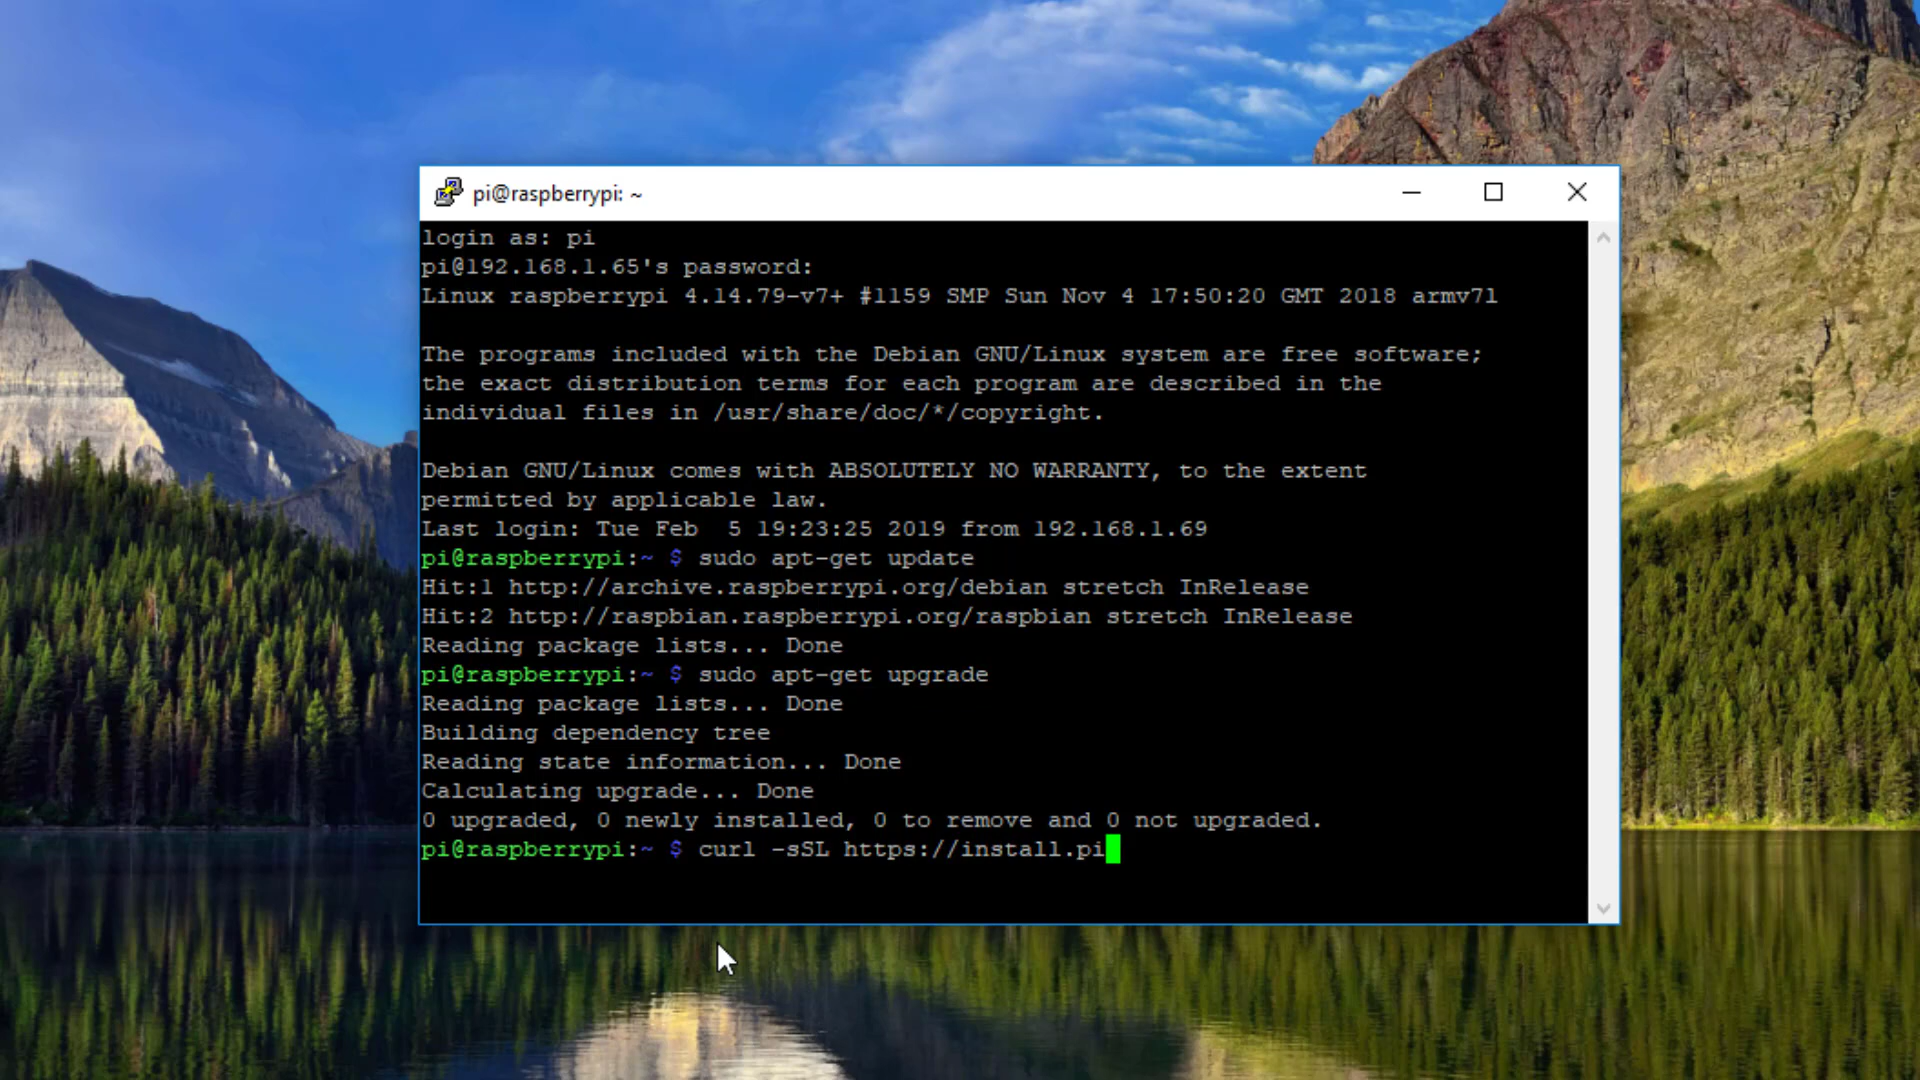 pi@raspberrypi: ~
login as: pi
pi@192.168.1.65's password:
Linux raspberrypi 4.14.79-v7+ #1159 SMP Sun Nov 4 17:50:20 GMT 2018 armv7l
The programs included with the Debian GNU/Linux system are free software;
the exact distribution terms for each program are described in the
individual files in /usr/share/doc/*/copyright.
Debian GNU/Linux comes with ABSOLUTELY NO WARRANTY, to the extent
permitted by applicable law.
Last login: Tue Feb  5 19:23:25 2019 from 192.168.1.69
pi@raspberrypi:~ $ sudo apt-get update
Hit:1 http://archive.raspberrypi.org/debian stretch InRelease
Hit:2 http://raspbian.raspberrypi.org/raspbian stretch InRelease
Reading package lists... Done
pi@raspberrypi:~ $ sudo apt-get upgrade
Reading package lists... Done
Building dependency tree
Reading state information... Done
Calculating upgrade... Done
0 upgraded, 0 newly installed, 0 to remove and 0 not upgraded.
pi@raspberrypi:~ $ curl -sSL https://install.pi